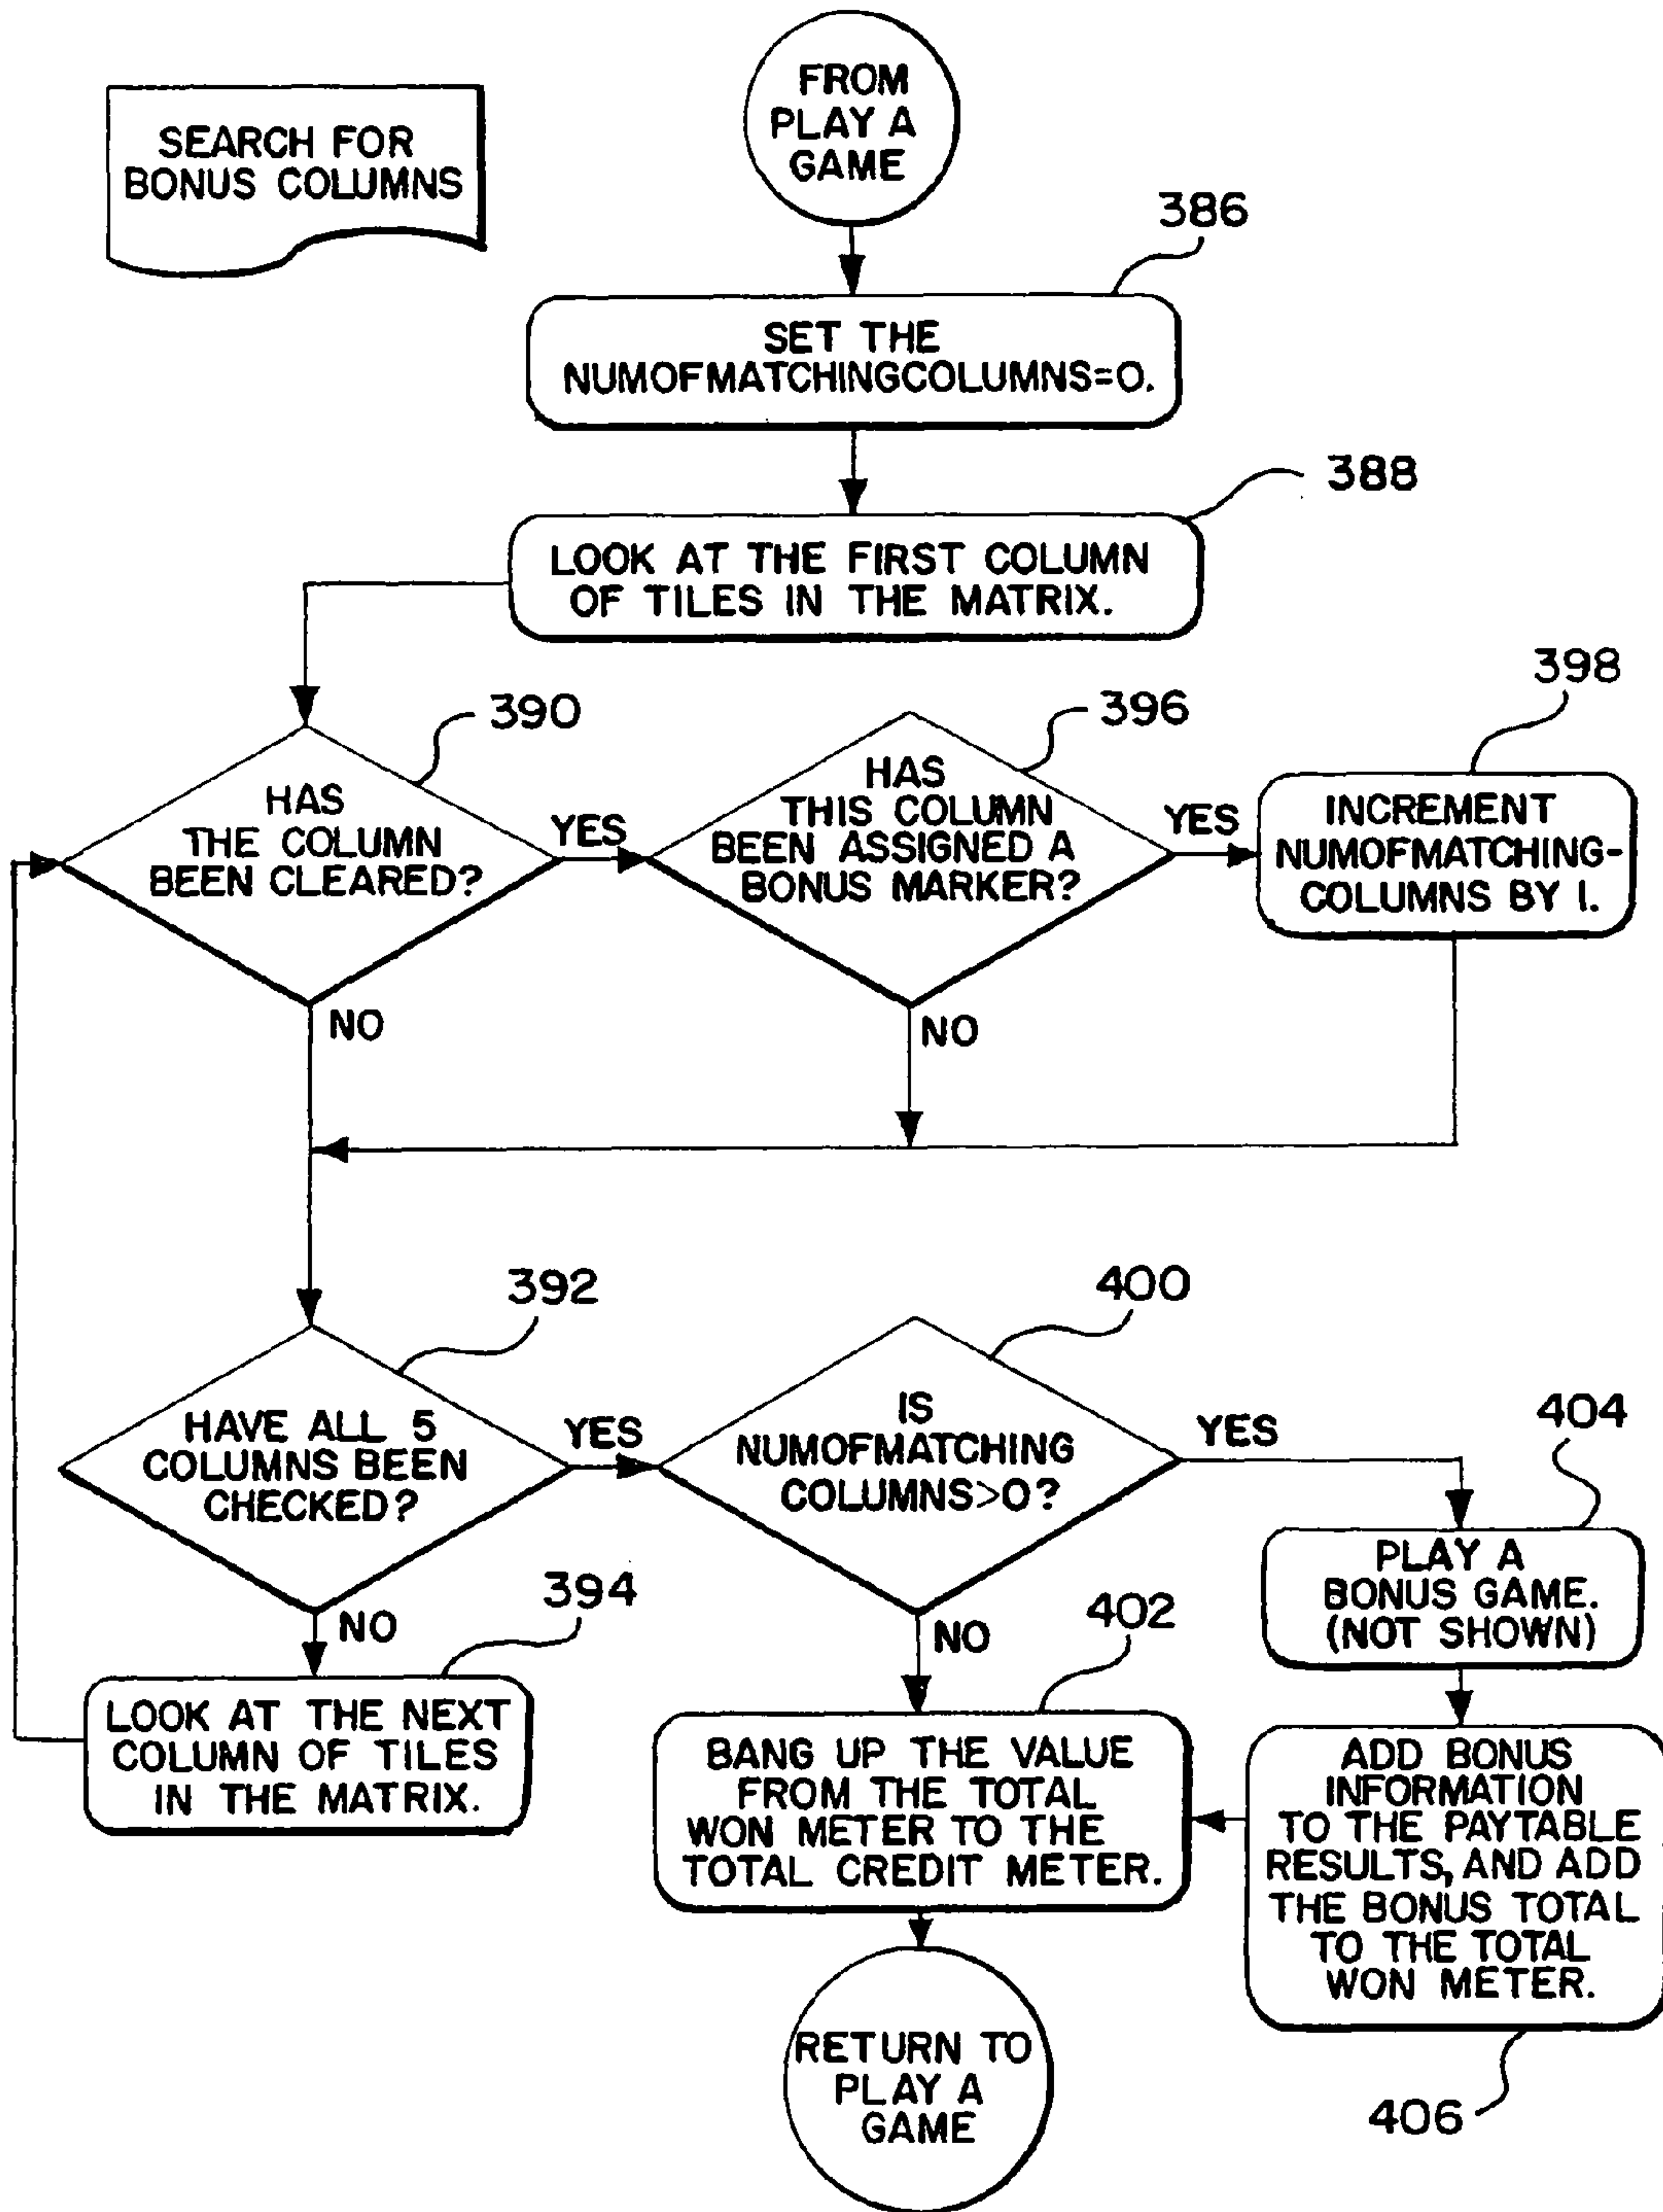 SEARCH FOR
BONUS COLUMNS
FROM
PLAY A
GAME
386
SET THE
NUMOFMATCHINGCOLUMNS=0.
388
LOOK AT THE FIRST COLUMN
OF TILES IN THE MATRIX.
390
HAS
THE COLUMN
BEEN CLEARED?
YES
NO
396
HAS
THIS COLUMN
BEEN ASSIGNED A
BONUS MARKER?
YES
NO
398
INCREMENT
NUMOFMATCHING-
COLUMNS BY 1.
392
HAVE ALL 5
COLUMNS BEEN
CHECKED?
YES
NO
394
LOOK AT THE NEXT
COLUMN OF TILES
IN THE MATRIX.
400
IS
NUMOFMATCHING
COLUMNS>0?
YES
NO
402
BANG UP THE VALUE
FROM THE TOTAL
WON METER TO THE
TOTAL CREDIT METER.
404
PLAY A
BONUS GAME.
(NOT SHOWN)
ADD BONUS
INFORMATION
TO THE PAYTABLE
RESULTS, AND ADD
THE BONUS TOTAL
TO THE TOTAL
WON METER.
406
RETURN TO
PLAY A
GAME